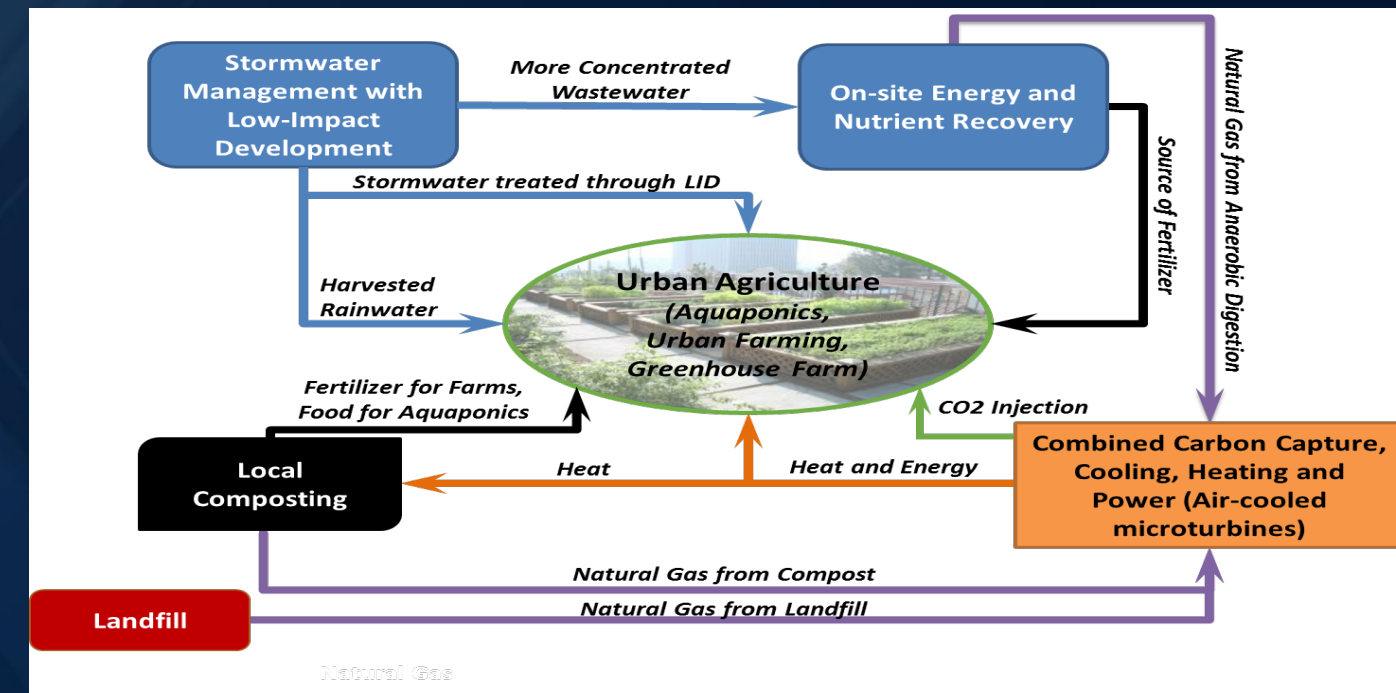 Stormwater
Management with
Low-Impact
Development
More Concentrated
Wastewater
On-site Energy and
Nutrient Recovery
Natural Gas from Anaerobic Digestion
Source of Fertilizer
Stormwater treated through LID
Harvested
Rainwater
Urban Agriculture
(Aquaponics,
Urban Farming,
Greenhouse Farm)
Fertilizer for Farms,
Food for Aquaponics
CO2 Injection
Local
Composting
Heat
Heat and Energy
Combined Carbon Capture,
Cooling, Heating and
Power (Air-cooled
microturbines)
Natural Gas from Compost
Landfill
Natural Gas from Landfill
Natural Gas